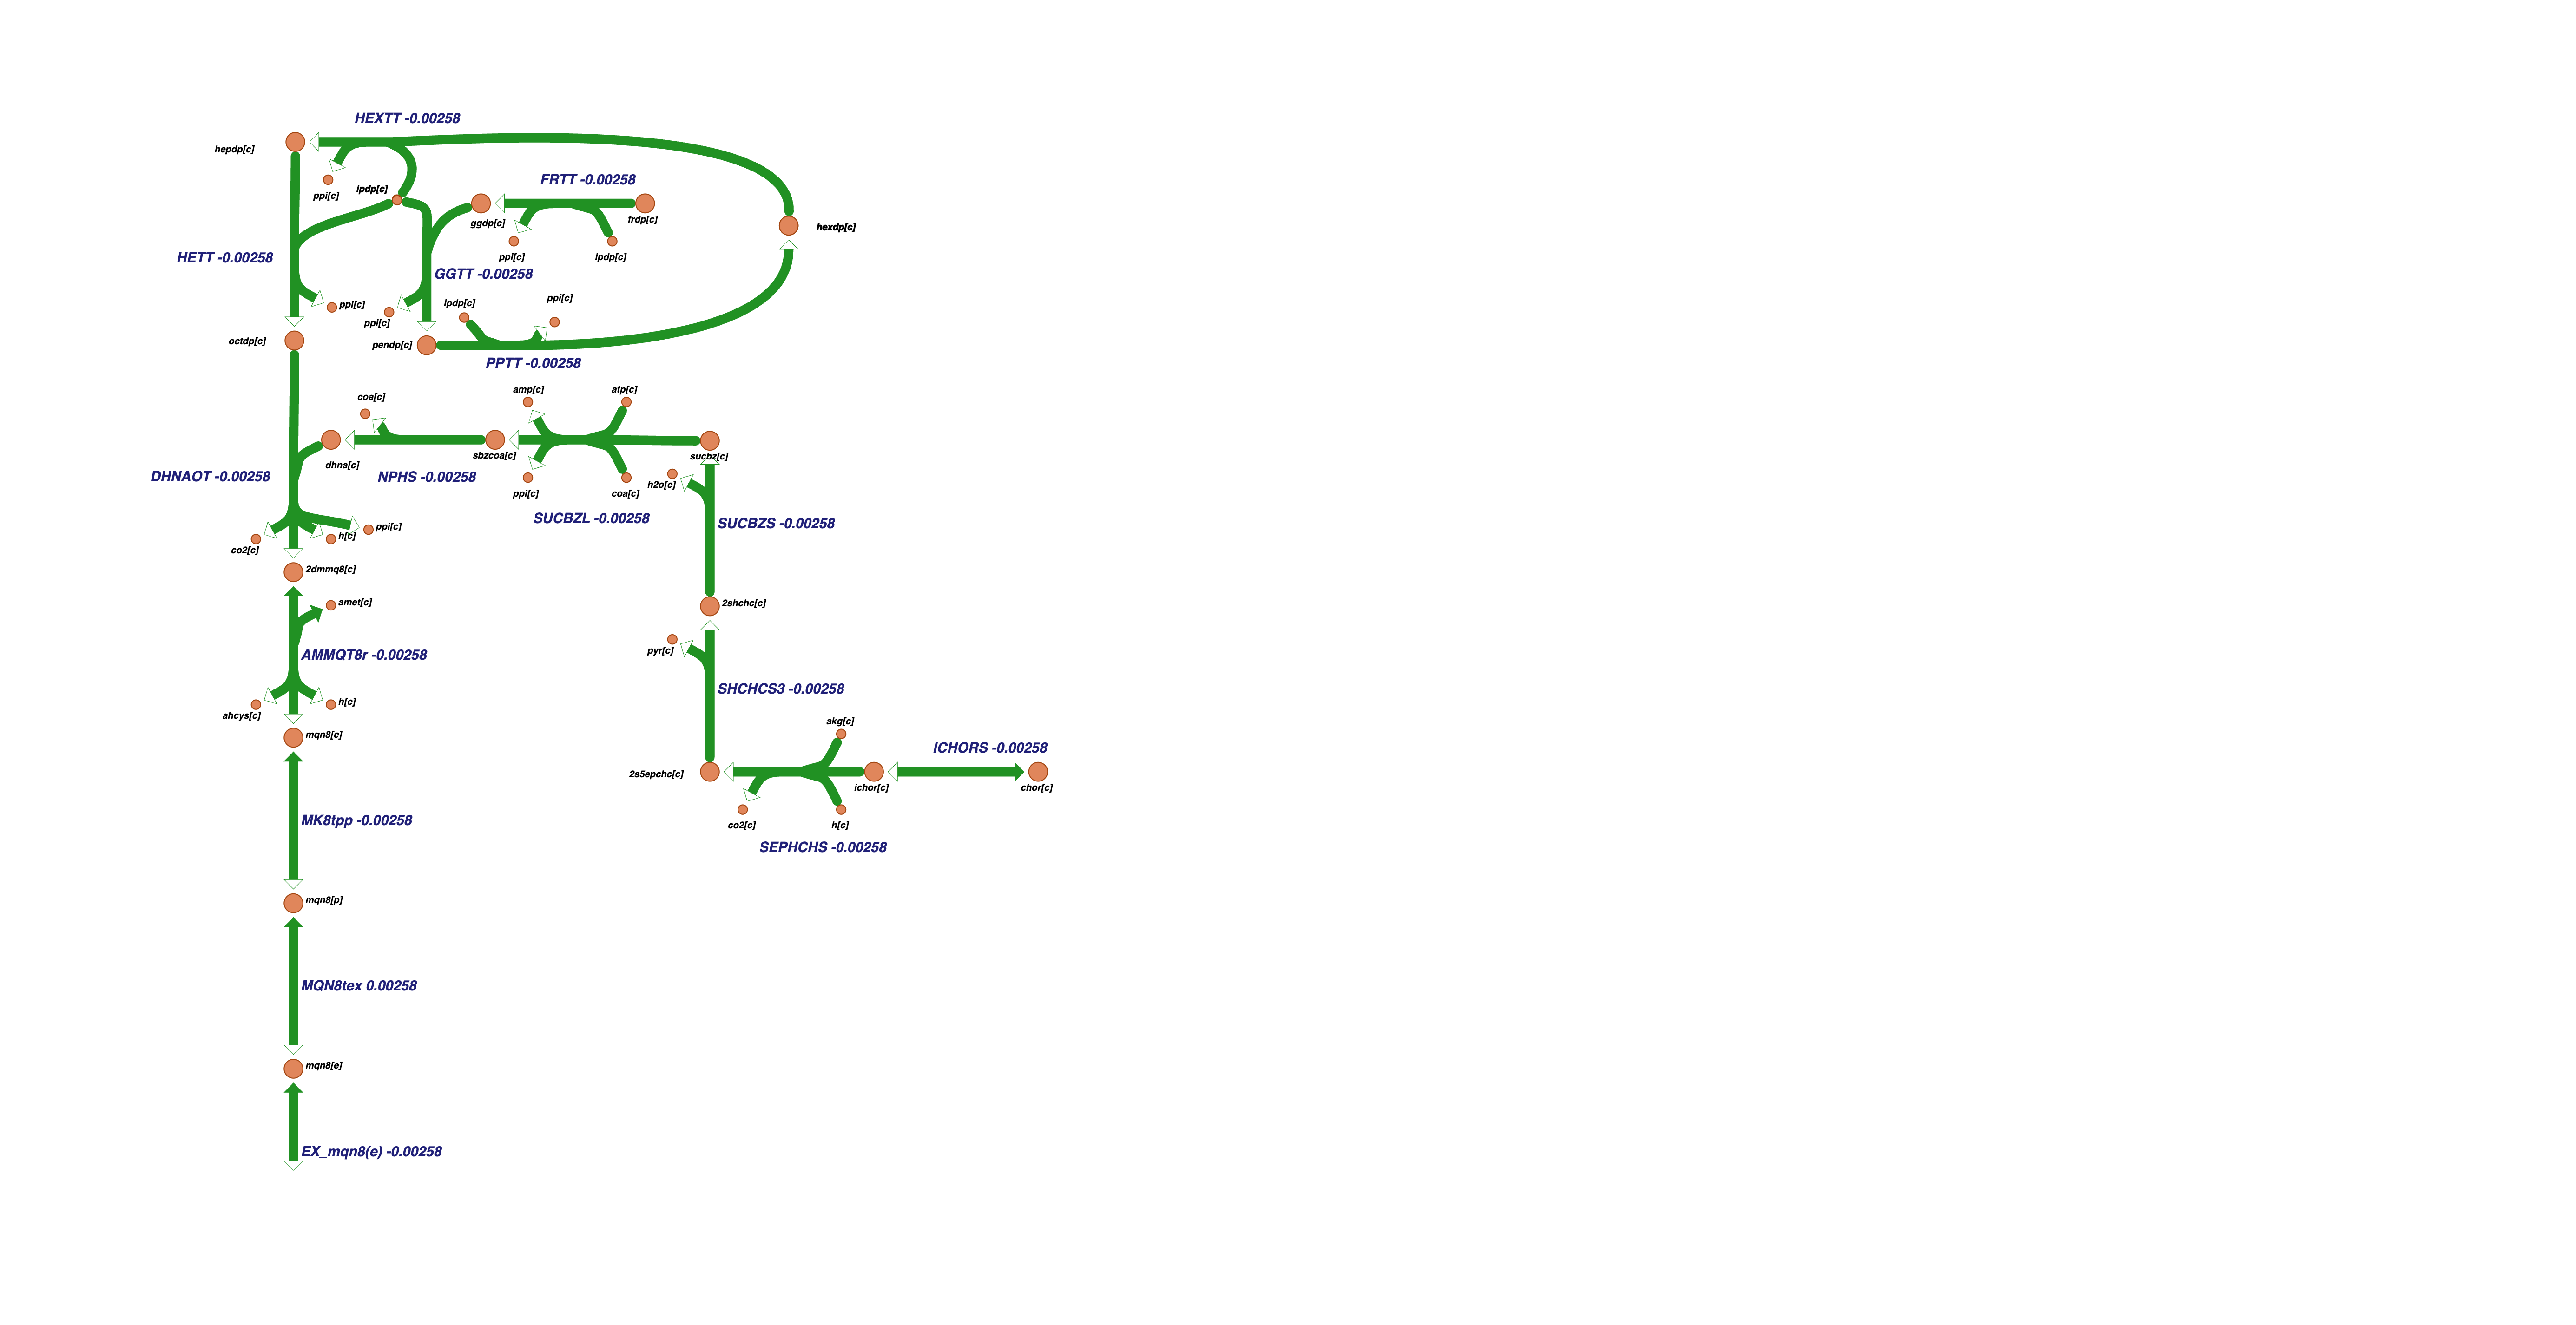 HEXTT -0.00258
hepdp[c]
ppi[c]
ipdp[c]
FRTT -0.00258
ggdp[c]
frdp[c]
hexdp[c]
ppi[c]
ipdp[c]
HETT -0.00258
GGTT -0.00258
ppi[c]
ppi[c]
ipdp[c]
ppi[c]
octdp[c]
pendp[c]
PPTT -0.00258
coa[c]
amp[c]
atp[c]
dhna[c]
sbzcoa[c]
sucbz[c]
DHNAOT -0.00258
NPHS -0.00258
ppi[c]
coa[c]
h2o[c]
SUCBZL -0.00258
SUCBZS -0.00258
co2[c]
h[c]
ppi[c]
2dmmq8[c]
amet[c]
2shchc[c]
AMMQT8r -0.00258
pyr[c]
SHCHCS3 -0.00258
ahcys[c]
h[c]
mqn8[c]
akg[c]
ICHORS -0.00258
2s5epchc[c]
ichor[c]
chor[c]
co2[c]
h[c]
SEPHCHS -0.00258
MK8tpp -0.00258
mqn8[p]
MQN8tex 0.00258
mqn8[e]
EX_mqn8(e) -0.00258